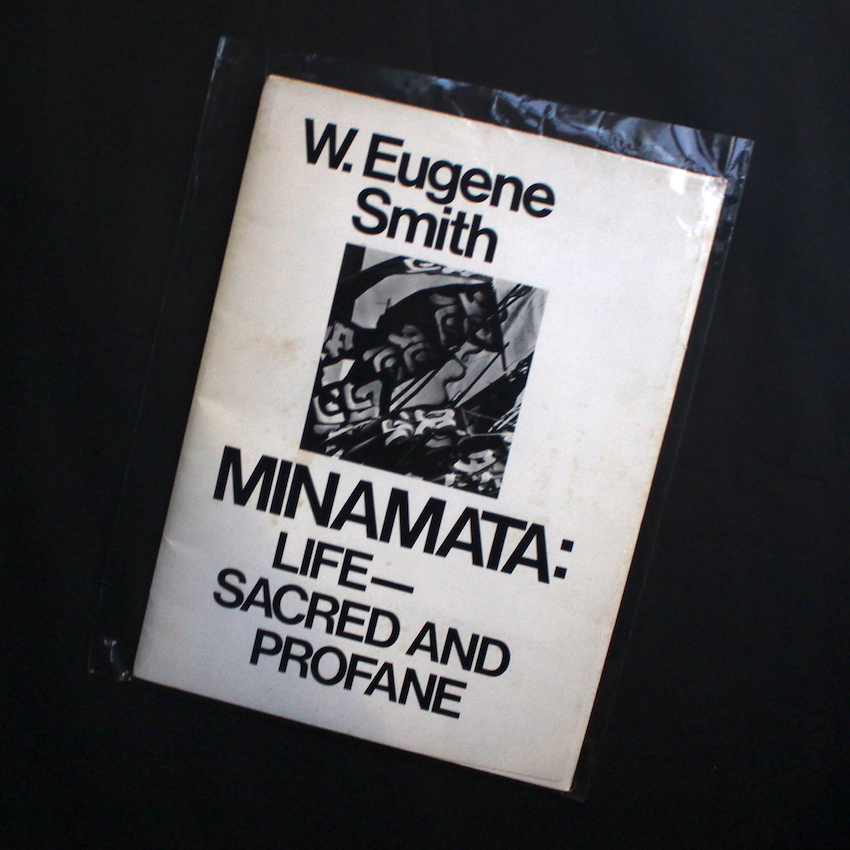 W. Eugene
Smith
MINAMATA:
LIFE—
SACRED AND
PROFANE